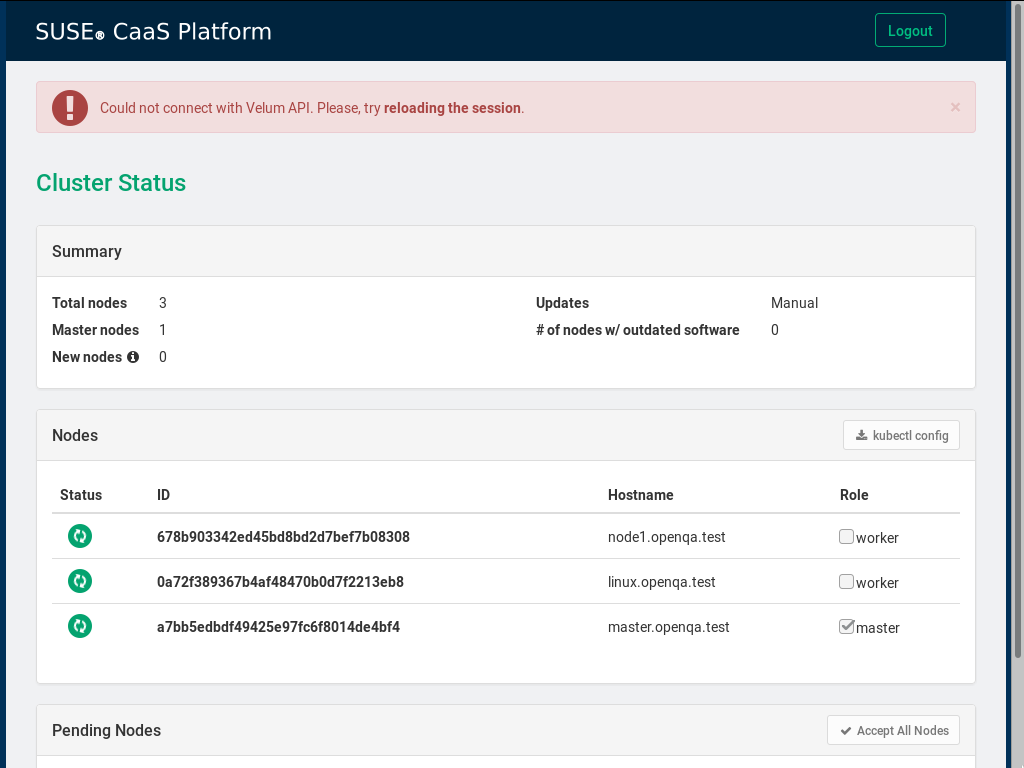 SUSE® CaaS Platform
Logout
Could not connect with Velum API. Please, try reloading the session.
×
Cluster Status
Summary
Total nodes 3
Updates Manual
Master nodes 1
# of nodes w/ outdated software 0
New nodes 0
Nodes
kubectl config
Status ID Hostname Role
678b903342ed45bd8bd2d7bef7b08308 node1.openqa.test worker
0a72f389367b4af48470b0d7f2213eb8 linux.openqa.test worker
a7bb5edbdf49425e97fc6f8014de4bf4 master.openqa.test master
Pending Nodes
Accept All Nodes